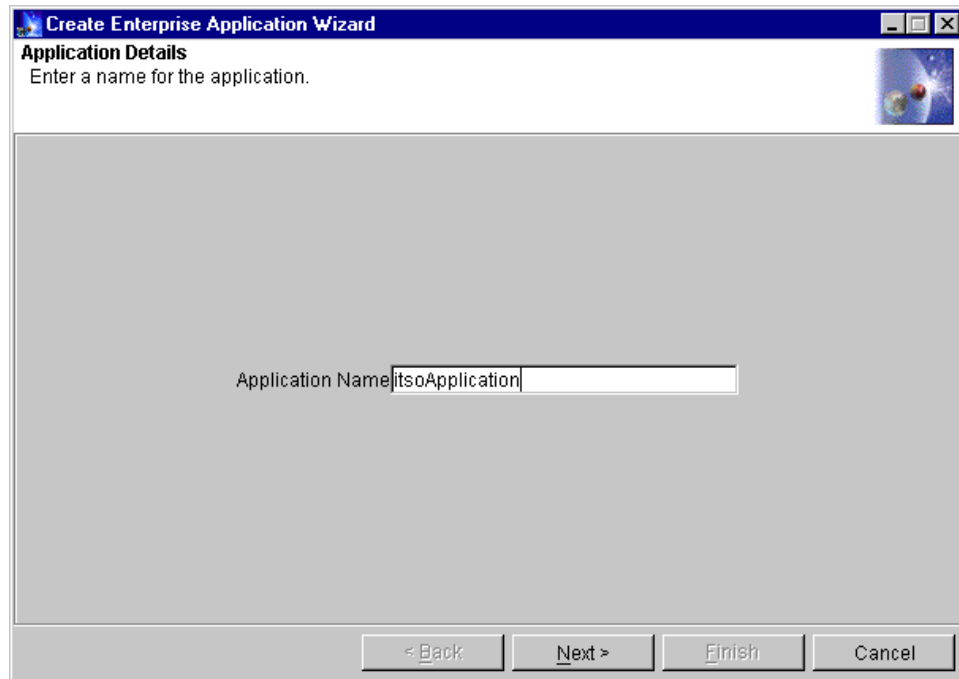 Create Enterprise Application Wizard
Application Details
Enter a name for the application.
Application Name itsoApplication
< Back Next > Finish Cancel